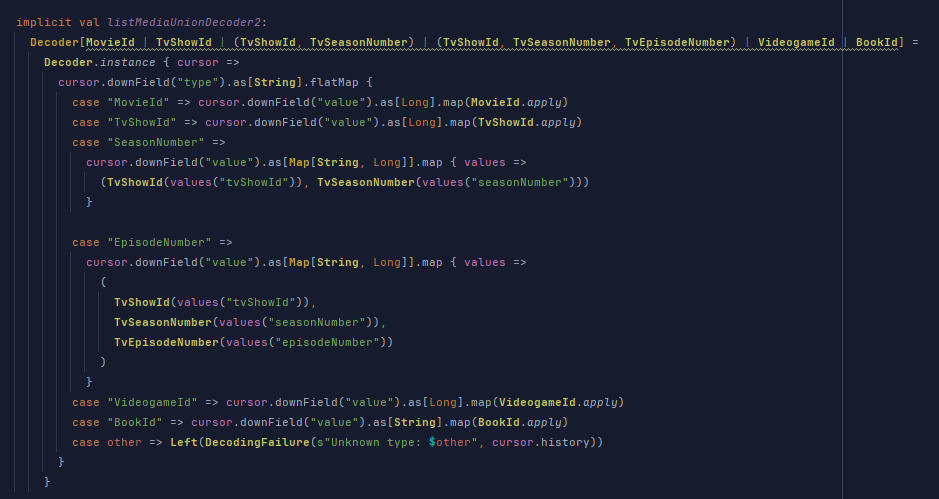 implicit val listMediaUnionDecoder2:
Decoder[MovieId | TvShowId | (TvShowId, TvSeasonNumber) | (TvShowId, TvSeasonNumber, TvEpisodeNumber) | VideogameId | BookId] =
Decoder.instance { cursor =>
cursor.downField("type").as[String].flatMap {
case "MovieId" => cursor.downField("value").as[Long].map(MovieId.apply)
case "TvShowId" => cursor.downField("value").as[Long].map(TvShowId.apply)
case "SeasonNumber" =>
cursor.downField("value").as[Map[String, Long]].map { values =>
(TvShowId(values("tvShowId")), TvSeasonNumber(values("seasonNumber")))
}
case "EpisodeNumber" =>
cursor.downField("value").as[Map[String, Long]].map { values =>
(
TvShowId(values("tvShowId")),
TvSeasonNumber(values("seasonNumber")),
TvEpisodeNumber(values("episodeNumber"))
)
}
case "VideogameId" => cursor.downField("value").as[Long].map(VideogameId.apply)
case "BookId" => cursor.downField("value").as[String].map(BookId.apply)
case other => Left(DecodingFailure(s"Unknown type: $other", cursor.history))
}
}